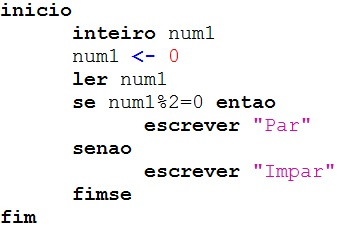 inicio
inteiro num1
num1 <- 0
ler num1
se num1%2=0 entao
escrever "Par"
senao
escrever "Impar"
fimse
fim